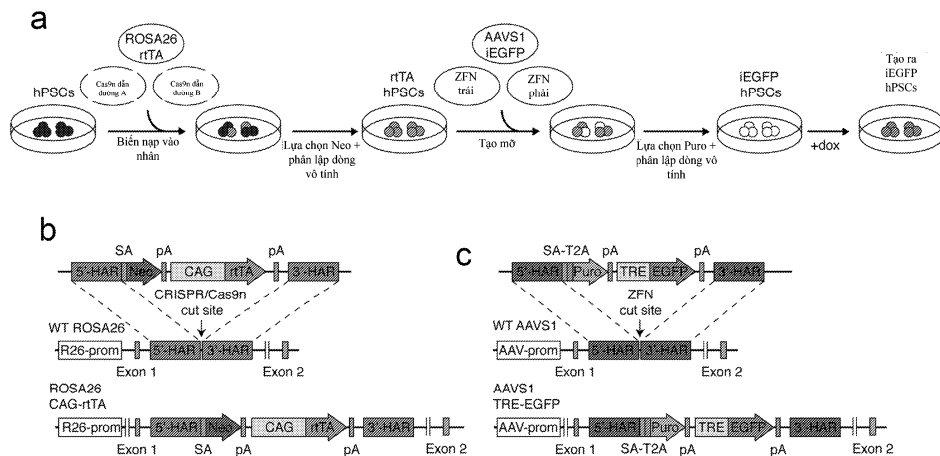 a
ROSA26
rtTA
Cas9n dẫn
đường A
Cas9n dẫn
đường B
hPSCs
Biến nạp vào
nhân
Lựa chọn Neo +
phân lập dòng
vô tính
rtTA
hPSCs
AAVS1
iEGFP
ZFN
trái
ZFN
phải
Tạo mỡ
Lựa chọn Puro +
phân lập dòng vô
tính
iEGFP
hPSCs
+dox
Tạo ra
iEGFP
hPSCs
b
SA
pA
pA
5'-HAR
Neo
CAG
rtTA
3'-HAR
CRISPR/Cas9n
cut site
WT ROSA26
R26-prom
5'-HAR
3'-HAR
Exon 1
Exon 2
ROSA26
CAG-rtTA
R26-prom
5'-HAR
Neo
CAG
rtTA
3'-HAR
Exon 1
SA
pA
pA
Exon 2
c
SA-T2A
pA
pA
5'-HAR
Puro
TRE
EGFP
3'-HAR
ZFN
cut site
WT AAVS1
AAV-prom
5'-HAR
3'-HAR
Exon 1
Exon 2
AAVS1
TRE-EGFP
AAV-prom
5'-HAR
Puro
TRE
EGFP
3'-HAR
Exon 1
SA-T2A
pA
pA
Exon 2